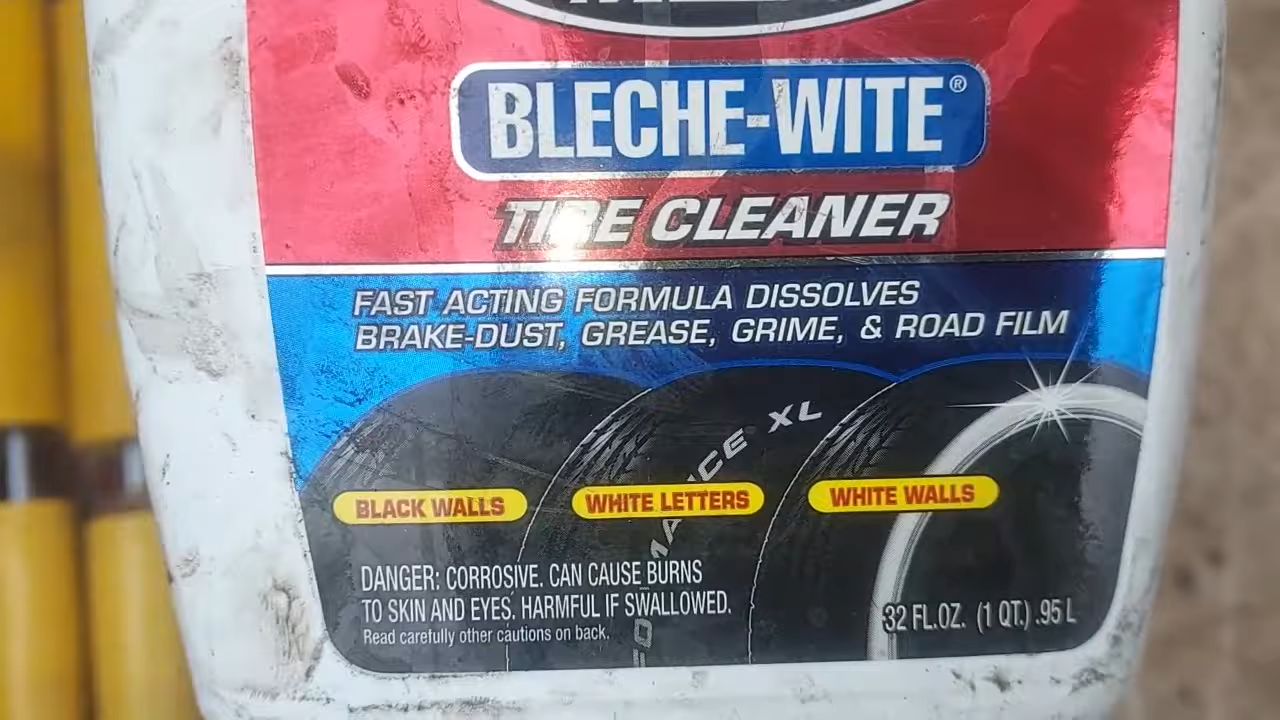 BLECHE-WITE®
TIRE CLEANER
FAST ACTING FORMULA DISSOLVES
BRAKE-DUST, GREASE, GRIME, & ROAD FILM
XL
BLACK WALLS
WHITE LETTERS
WHITE WALLS
DANGER: CORROSIVE. CAN CAUSE BURNS
TO SKIN AND EYES. HARMFUL IF SWALLOWED.
Read carefully other cautions on back.
32 FL.OZ. (1 QT.) .95 L